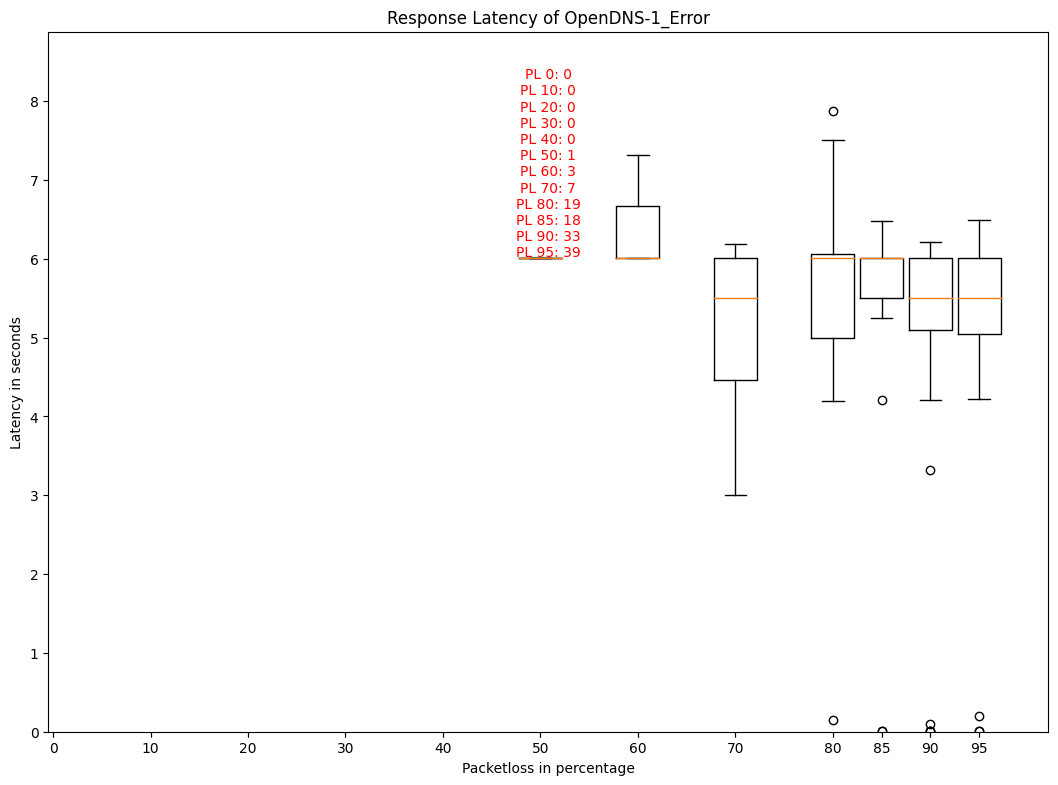 Response Latency of OpenDNS-1_Error
PL 0: 0
PL 10: 0
PL 20: 0
PL 30: 0
PL 40: 0
PL 50: 1
PL 60: 3
PL 70: 7
PL 80: 19
PL 85: 18
PL 90: 33
PL 95: 39
Latency in seconds
8
7
6
5
4
3
2
1
0
0 10 20 30 40 50 60 70 80 85 90 95
Packetloss in percentage